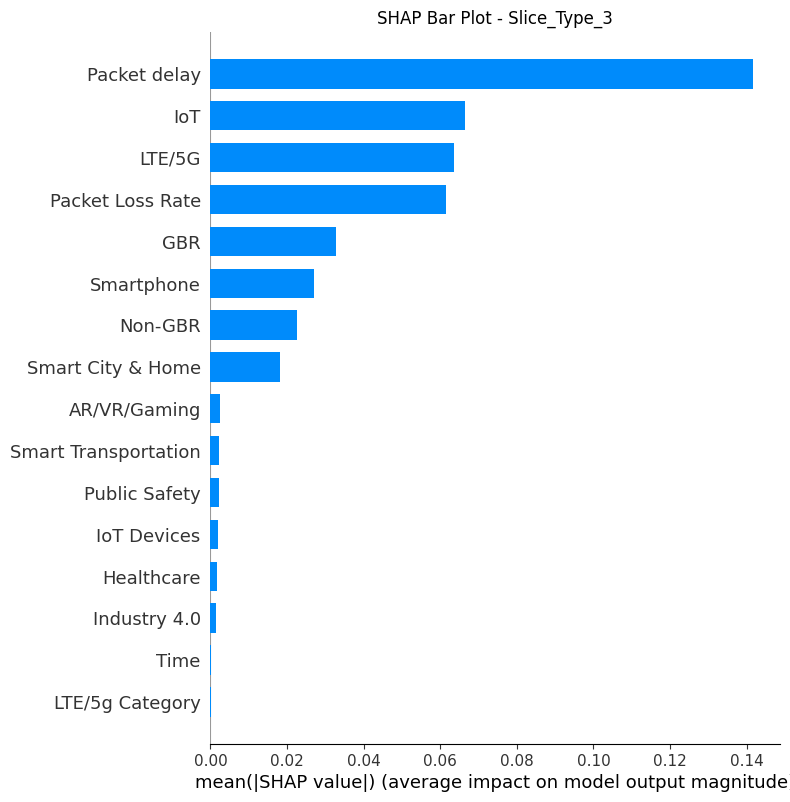 SHAP Bar Plot - Slice_Type_3
Packet delay
IoT
LTE/5G
Packet Loss Rate
GBR
Smartphone
Non-GBR
Smart City & Home
AR/VR/Gaming
Smart Transportation
Public Safety
IoT Devices
Healthcare
Industry 4.0
Time
LTE/5g Category
0.00 0.02 0.04 0.06 0.08 0.10 0.12 0.14
mean(|SHAP value|) (average impact on model output magnitude